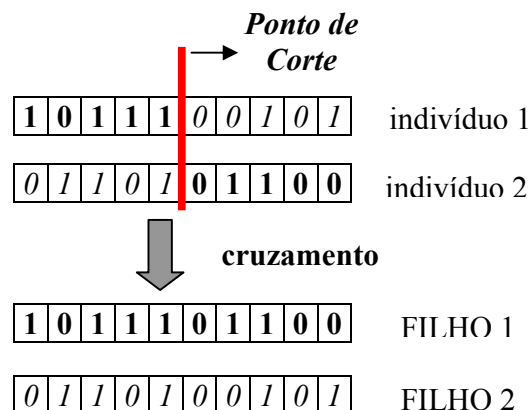 Ponto de
Corte
1 0 1 1 1 0 0 1 0 1 indivíduo 1
0 1 1 0 1 0 1 1 0 0 indivíduo 2
cruzamento
1 0 1 1 1 0 1 1 0 0 FILHO 1
0 1 1 0 1 0 0 1 0 1 FILHO 2